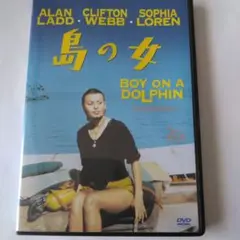 ALAN CLIFTON SOPHIA
LADD · WEBB · LOREN
島の女
BOY ON A
DOLPHIN
DVD